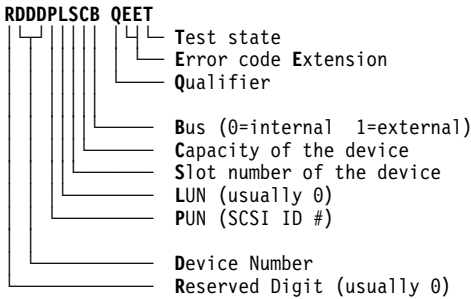 RDDDPLSCB QEET
Test state
Error code Extension
Qualifier
Bus (0=internal 1=external)
Capacity of the device
Slot number of the device
LUN (usually 0)
PUN (SCSI ID #)
Device Number
Reserved Digit (usually 0)